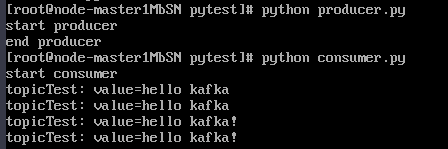 [root@node-master1MbSN pytest]# python producer.py
start producer
end producer
[root@node-master1MbSN pytest]# python consumer.py
start consumer
topicTest: value=hello kafka
topicTest: value=hello kafka
topicTest: value=hello kafka!
topicTest: value=hello kafka!